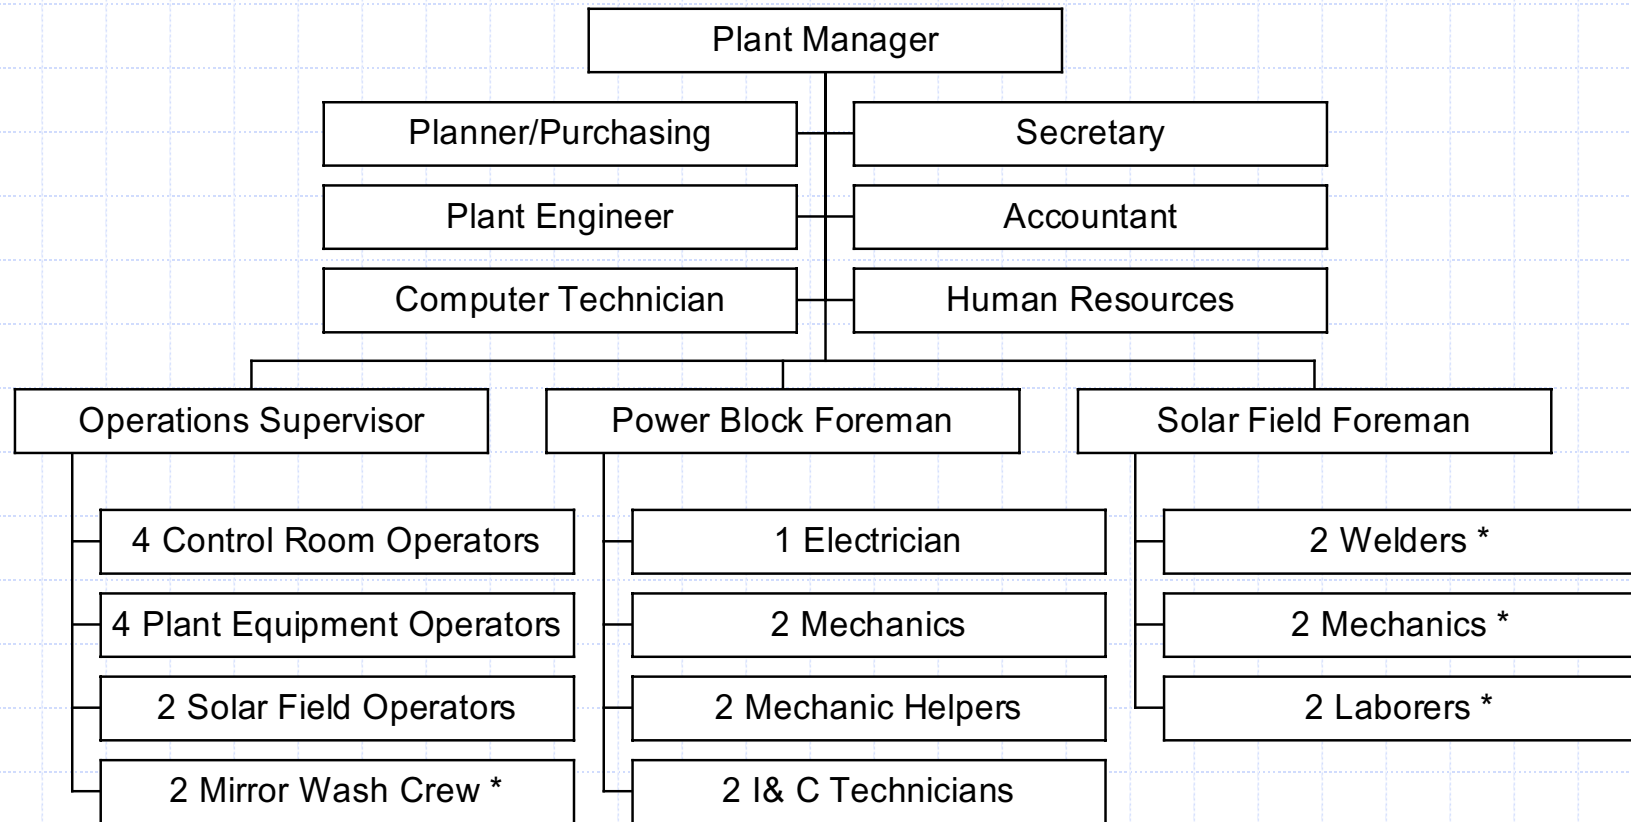 Plant Manager
Planner/Purchasing
Secretary
Plant Engineer
Accountant
Computer Technician
Human Resources
Operations Supervisor
Power Block Foreman
Solar Field Foreman
4 Control Room Operators
1 Electrician
2 Welders *
4 Plant Equipment Operators
2 Mechanics
2 Mechanics *
2 Solar Field Operators
2 Mechanic Helpers
2 Laborers *
2 Mirror Wash Crew *
2 I& C Technicians